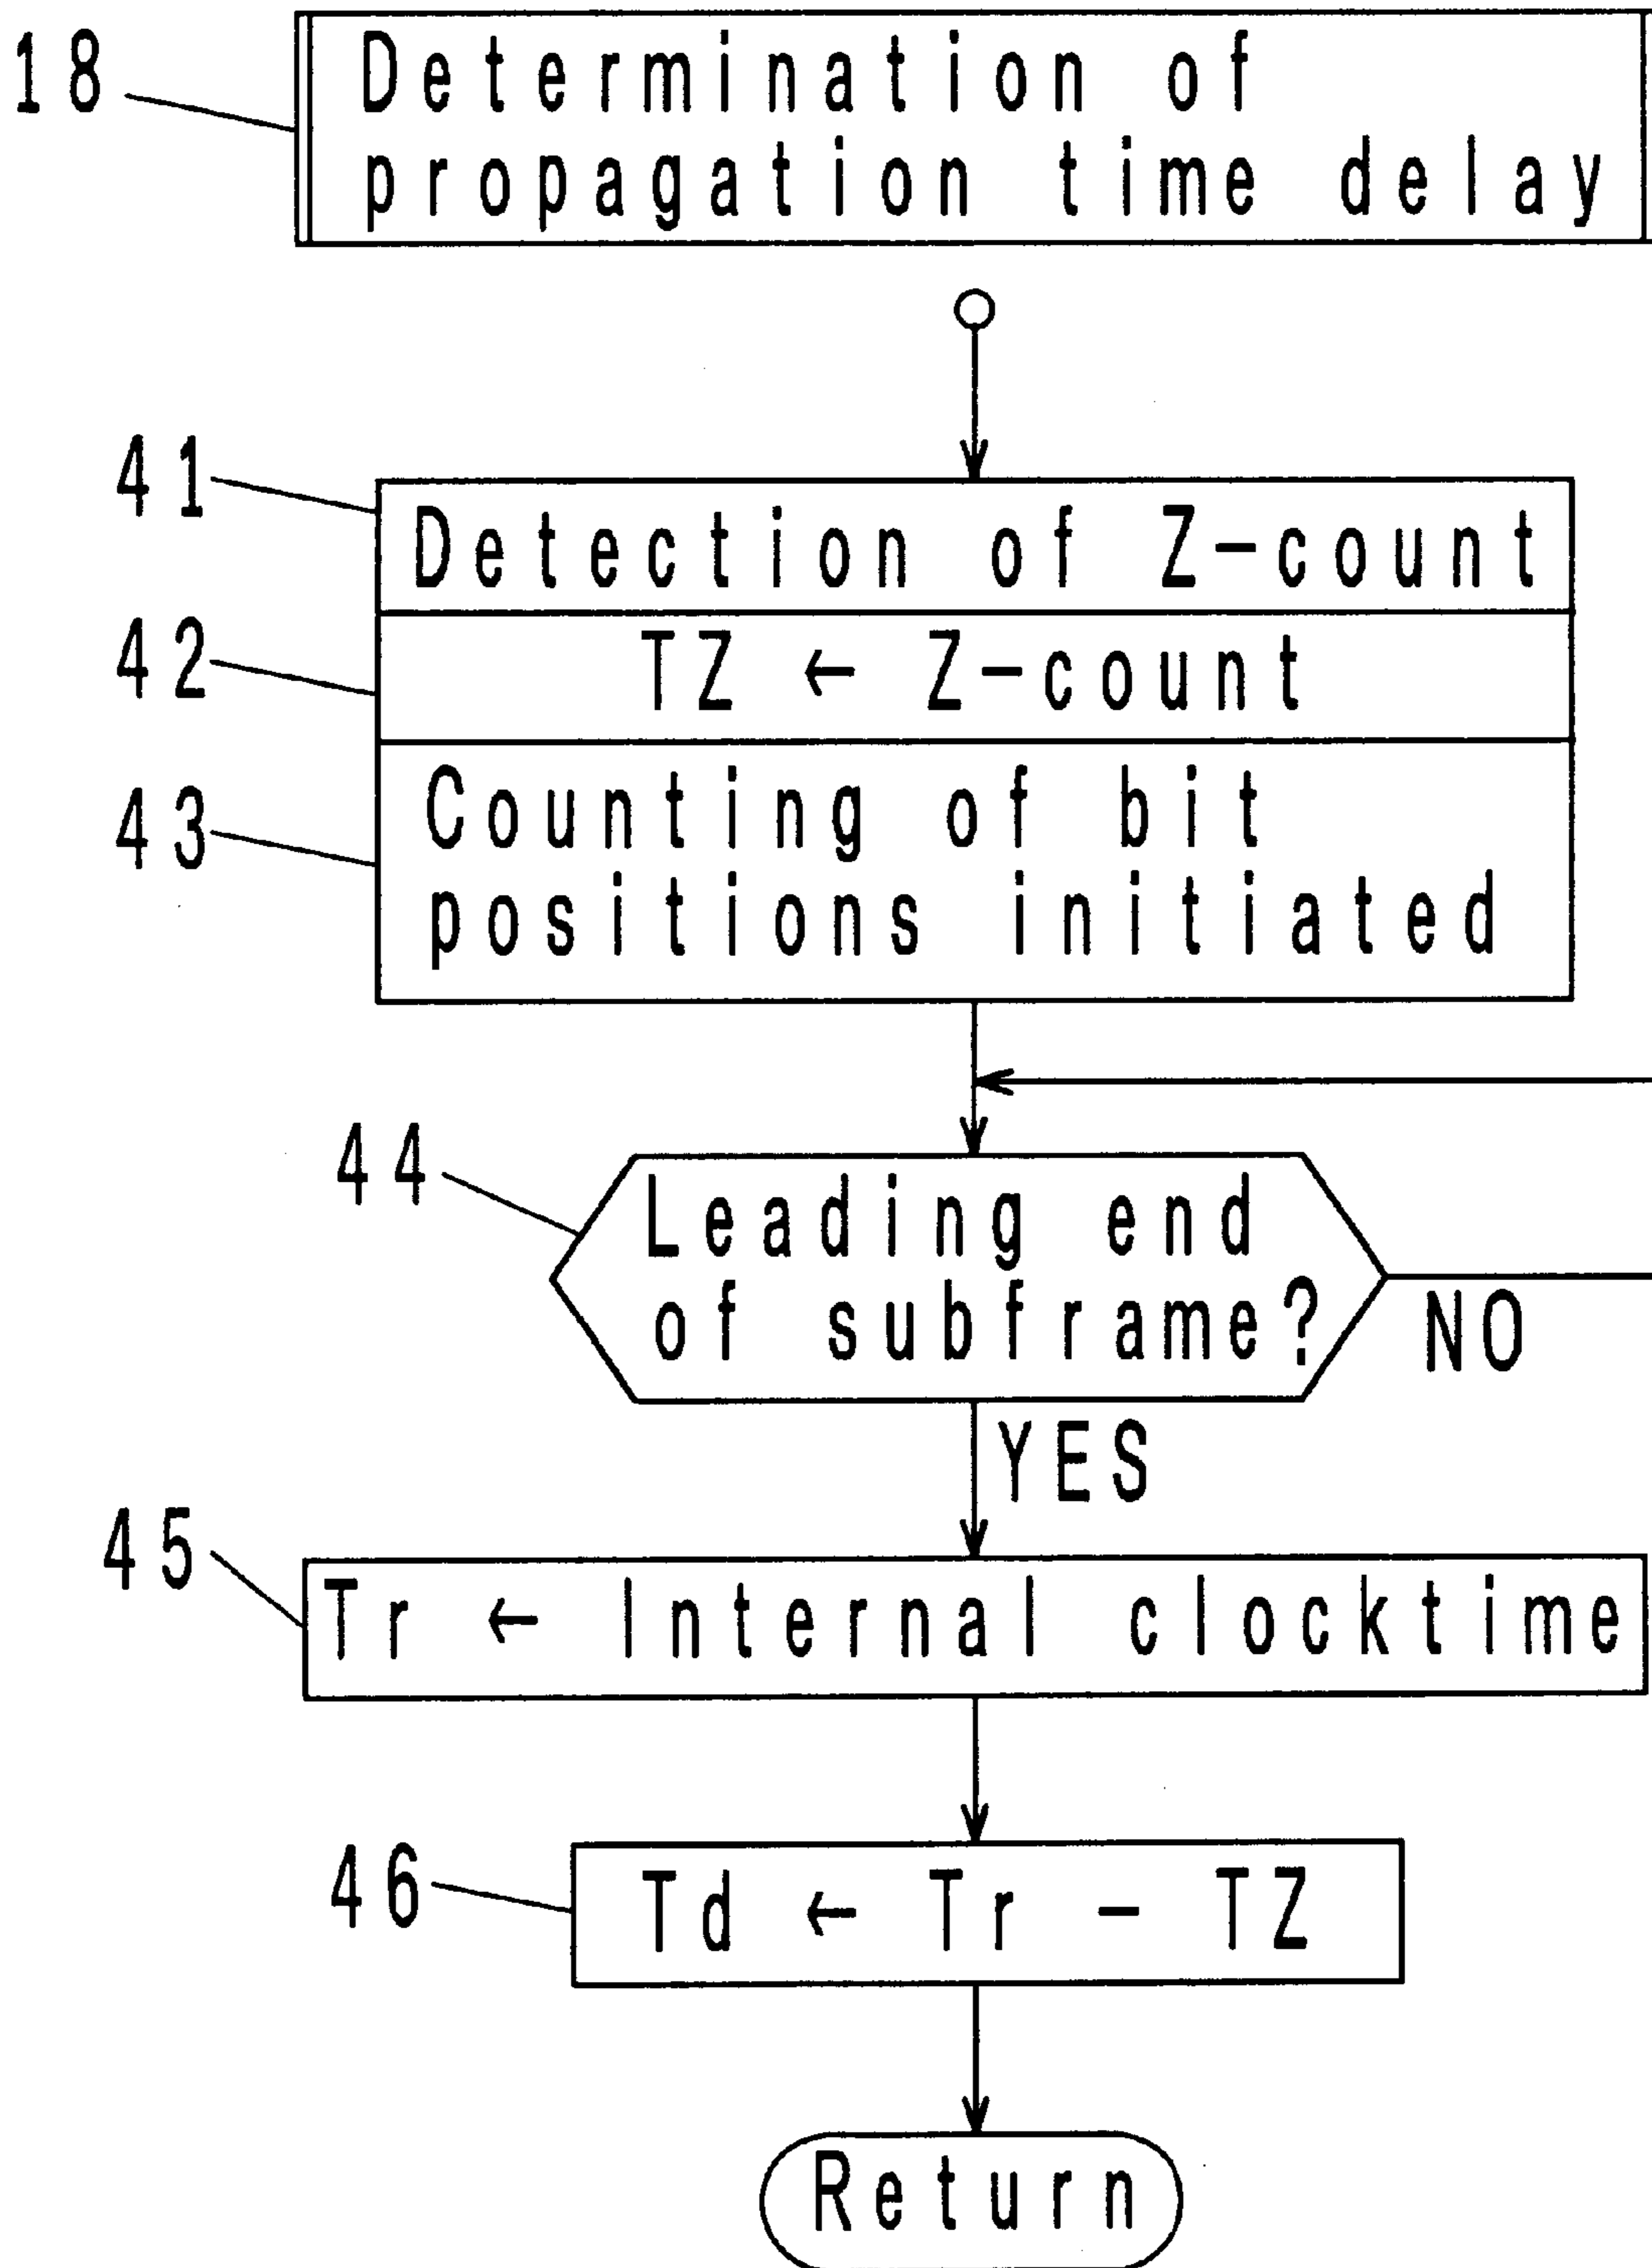 18
Determination of
propagation time delay
41
Detection of Z-count
42
TZ ← Z-count
43
Counting of bit
positions initiated
44
Leading end
of subframe?
NO
YES
45
Tr ← Internal clocktime
46
Td ← Tr - TZ
Return